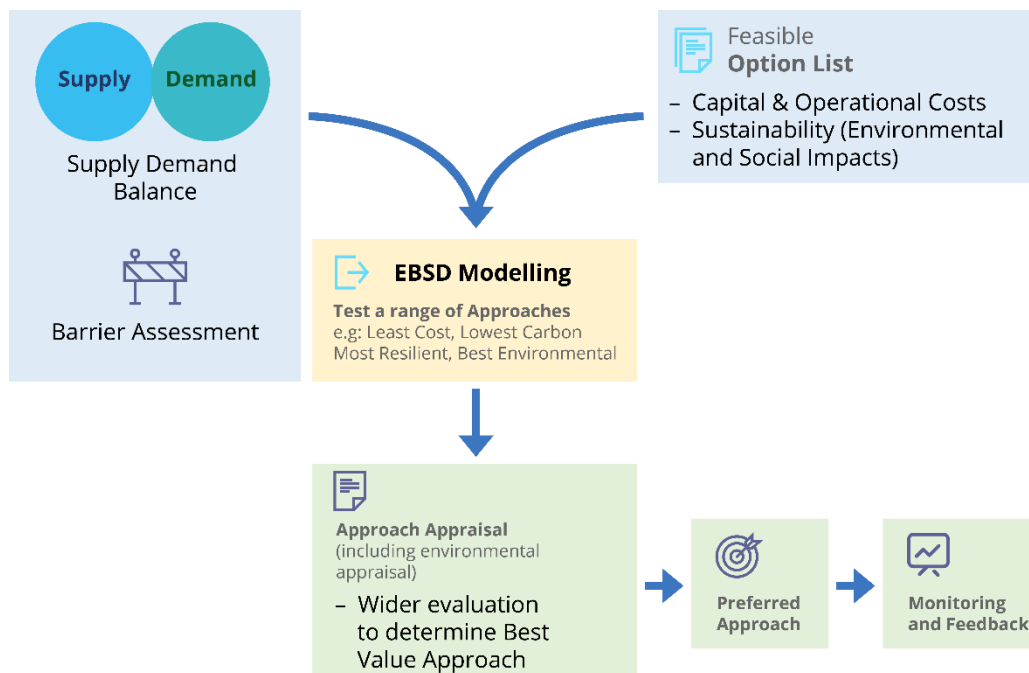 Supply
Demand
Supply Demand
Balance
Barrier Assessment
Feasible
Option List
– Capital & Operational Costs
– Sustainability (Environmental
and Social Impacts)
EBSD Modelling
Test a range of Approaches
e.g: Least Cost, Lowest Carbon
Most Resilient, Best Environmental
Approach Appraisal
(including environmental
appraisal)
– Wider evaluation
to determine Best
Value Approach
Preferred
Approach
Monitoring
and Feedback